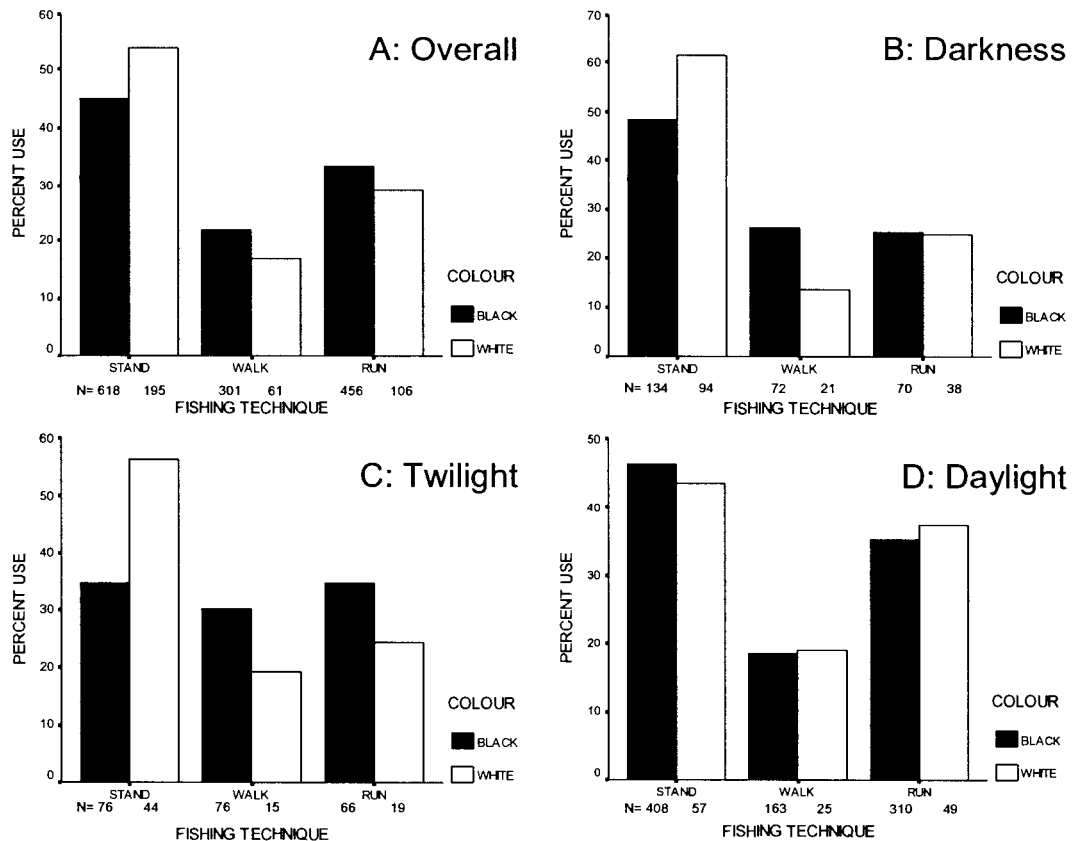 A: Overall
PERCENT USE
60
50
40
30
20
10
0
COLOUR
BLACK
WHITE
STAND WALK RUN
N= 618 195 301 61 456 106
FISHING TECHNIQUE
B: Darkness
PERCENT USE
70
60
50
40
30
20
10
0
COLOUR
BLACK
WHITE
STAND WALK RUN
N= 134 94 72 21 70 38
FISHING TECHNIQUE
C: Twilight
PERCENT USE
60
50
40
30
20
10
0
COLOUR
BLACK
WHITE
STAND WALK RUN
N= 76 44 76 15 66 19
FISHING TECHNIQUE
D: Daylight
PERCENT USE
50
40
30
20
10
0
COLOUR
BLACK
WHITE
STAND WALK RUN
N= 408 57 163 25 310 49
FISHING TECHNIQUE